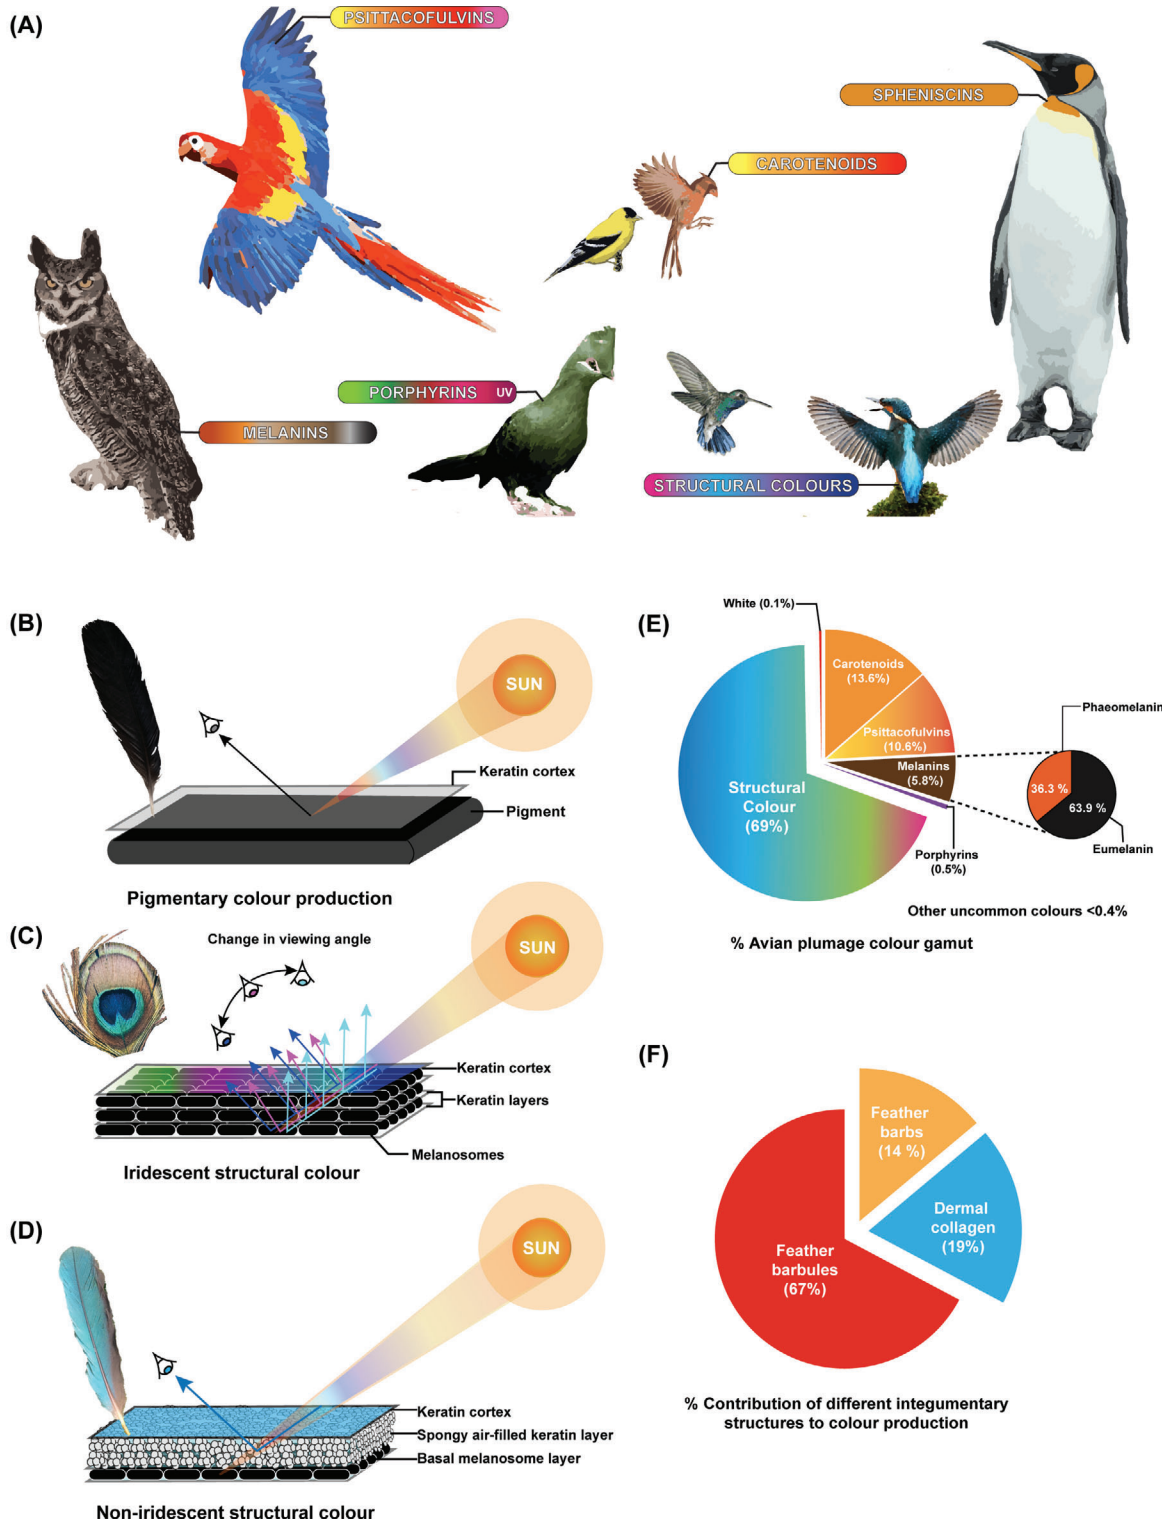 (A)
PSITTACOFULVINS
SPHENISCINS
CAROTENOIDS
PORPHYRINS UV
MELANINS
STRUCTURAL COLOURS
(B)
SUN
Keratin cortex
Pigment
Pigmentary colour production
(C)
Change in viewing angle
SUN
Keratin cortex
Keratin layers
Melanosomes
Iridescent structural colour
(D)
SUN
Keratin cortex
Spongy air-filled keratin layer
Basal melanosome layer
Non-iridescent structural colour
(E)
White (0.1%)
Carotenoids
(13.6%)
Psittacofulvins
(10.6%)
Melanins
(5.8%)
Structural
Colour
(69%)
Porphyrins
(0.5%)
Phaeomelanin
36.3 %
63.9 %
Eumelanin
Other uncommon colours <0.4%
% Avian plumage colour gamut
(F)
Feather
barbs
(14 %)
Dermal
collagen
(19%)
Feather
barbules
(67%)
% Contribution of different integumentary
structures to colour production